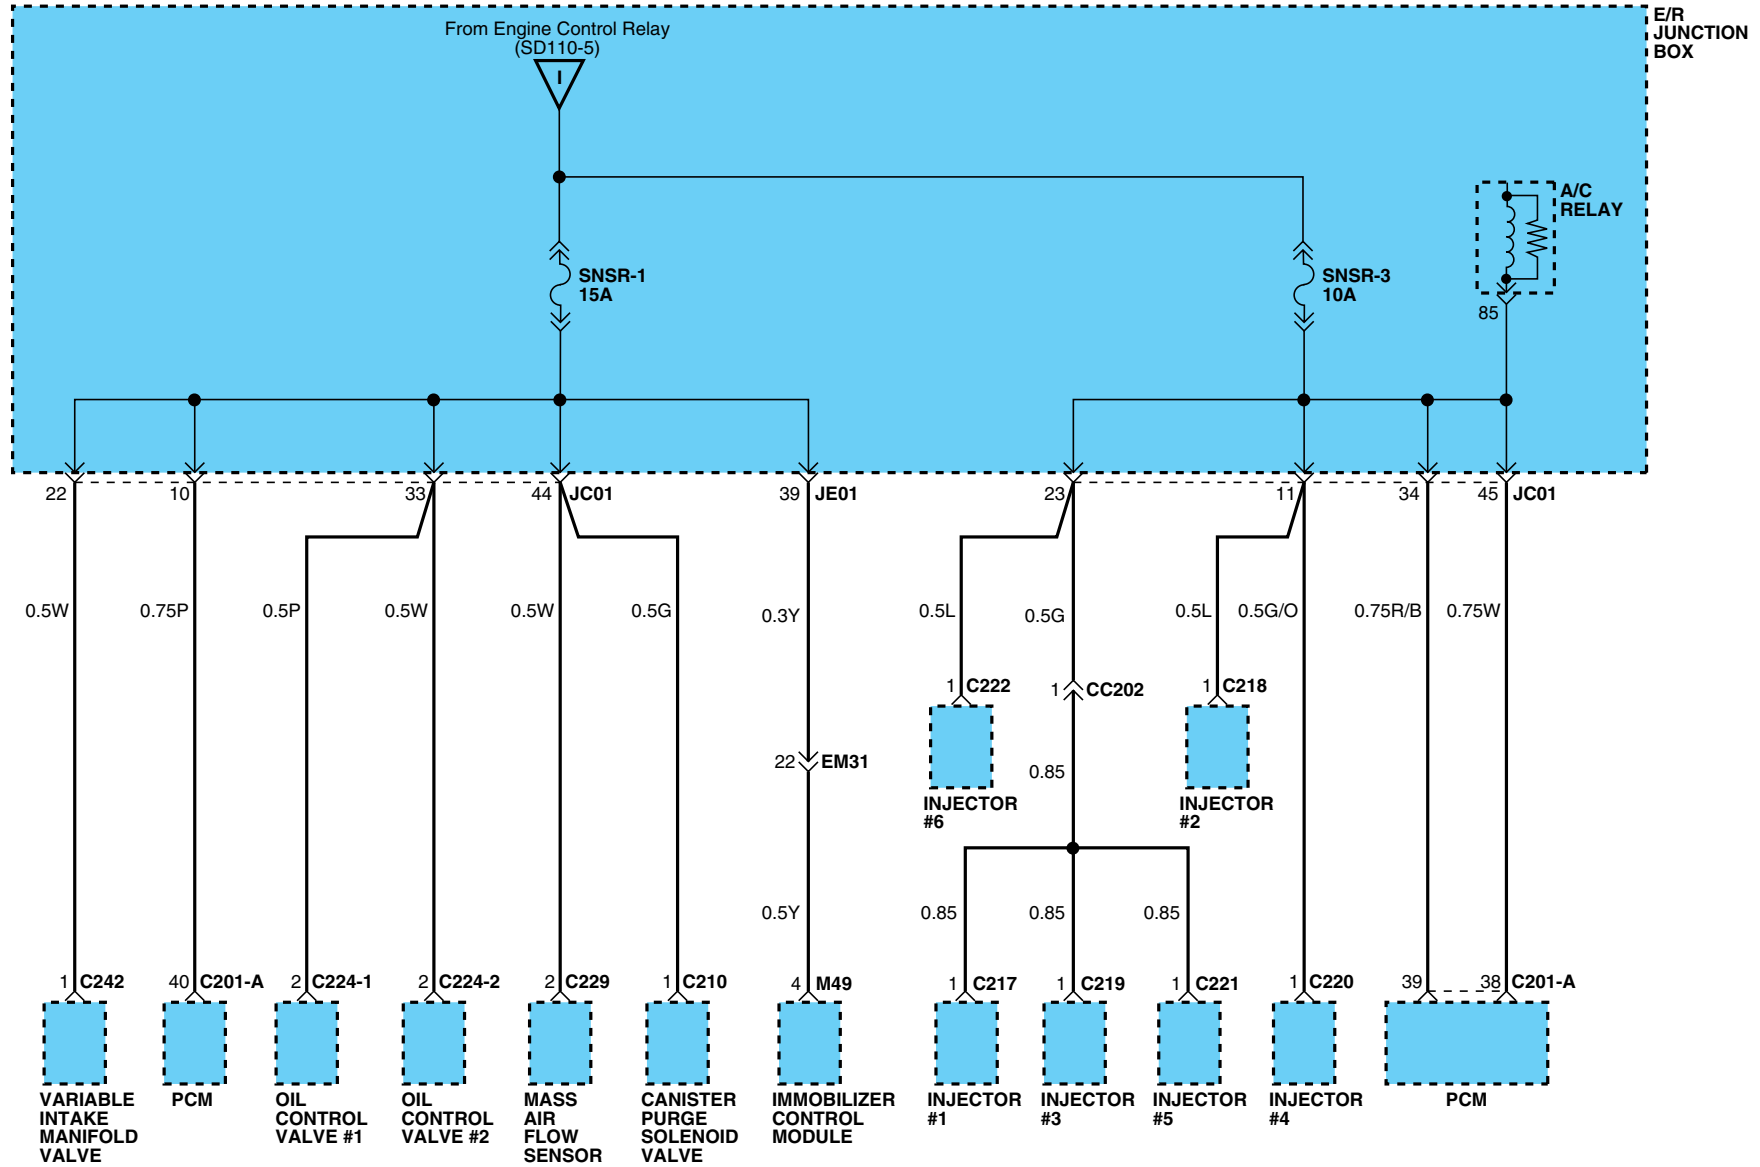 From Engine Control Relay
(SD110-5)
I
E/R
JUNCTION
BOX
A/C
RELAY
SNSR-1
15A
SNSR-3
10A
85
22
10
33
44 JC01
39 JE01
23
11
34
45 JC01
0.5W
0.75P
0.5P
0.5W
0.5W
0.5G
0.3Y
0.5L
0.5G
0.5L
0.5G/O
0.75R/B
0.75W
1 C222
1 CC202
1 C218
22 EM31
0.85
INJECTOR
#6
INJECTOR
#2
0.5Y
0.85
0.85
0.85
1 C242
40 C201-A
2 C224-1
2 C224-2
2 C229
1 C210
4 M49
1 C217
1 C219
1 C221
1 C220
39
38 C201-A
VARIABLE
INTAKE
MANIFOLD
VALVE
PCM
OIL
CONTROL
VALVE #1
OIL
CONTROL
VALVE #2
MASS
AIR
FLOW
SENSOR
CANISTER
PURGE
SOLENOID
VALVE
IMMOBILIZER
CONTROL
MODULE
INJECTOR
#1
INJECTOR
#3
INJECTOR
#5
INJECTOR
#4
PCM